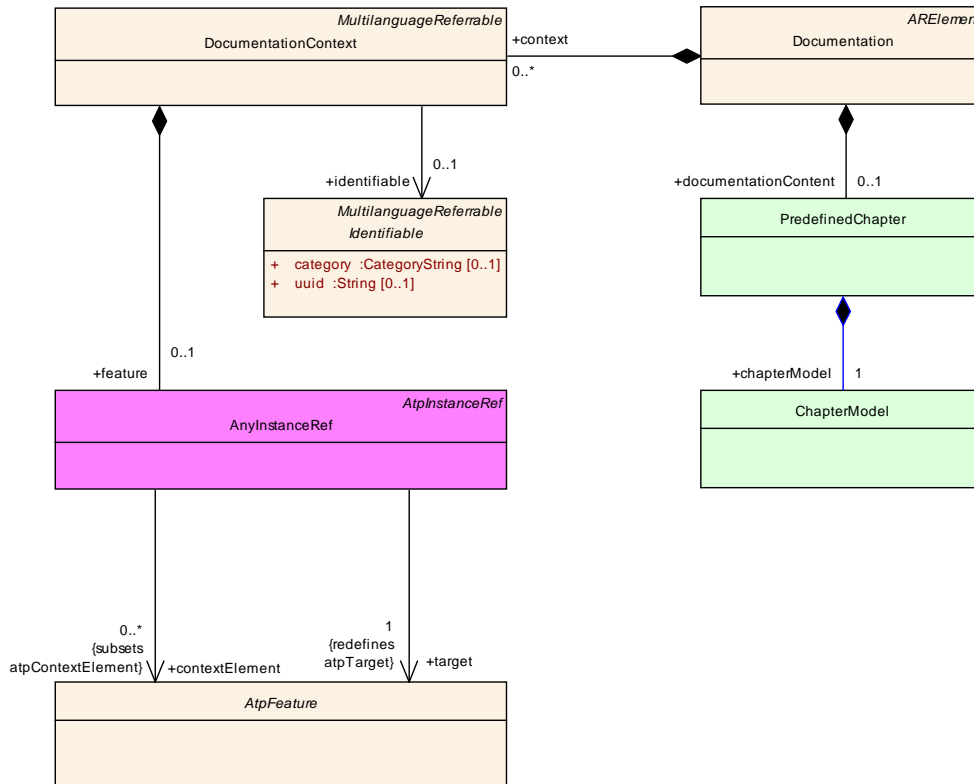 MultilanguageReferrable
DocumentationContext
+context
0..*
ARElemen
Documentation
+identifiable
0..1
+documentationContent
0..1
MultilanguageReferrable
Identifiable
+ category :CategoryString [0..1]
+ uuid :String [0..1]
PredefinedChapter
+feature
0..1
+chapterModel
1
AtpInstanceRef
AnyInstanceRef
ChapterModel
0..*
{subsets
atpContextElement}
+contextElement
1
{redefines
atpTarget}
+target
AtpFeature